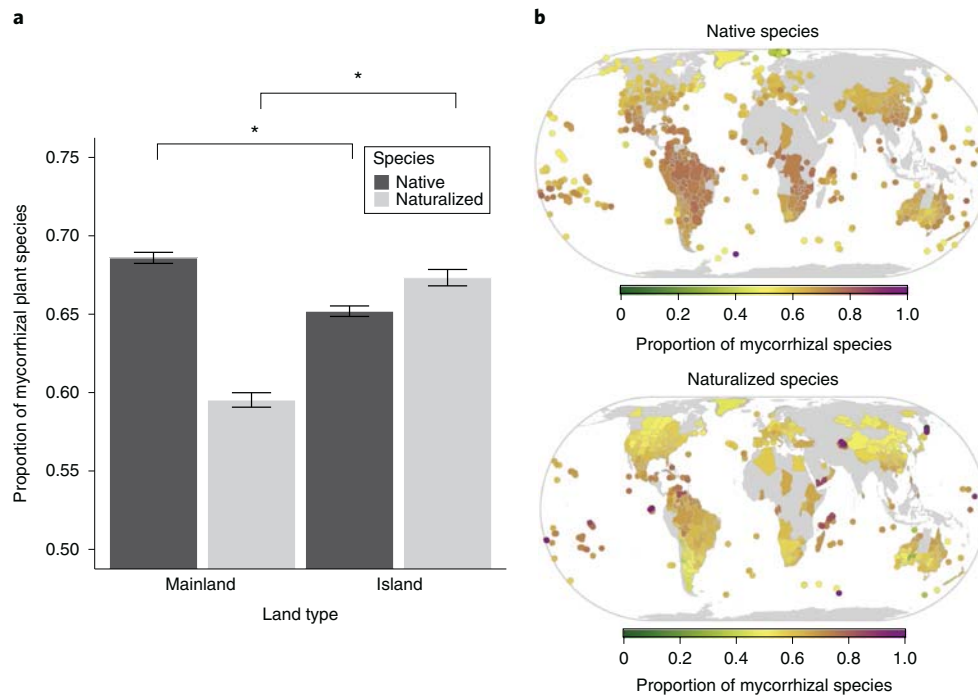 a
*
*
Species
Native
Naturalized
0.75
0.70
0.65
0.60
0.55
0.50
Proportion of mycorrhizal plant species
Mainland Island
Land type
b
Native species
0 0.2 0.4 0.6 0.8 1.0
Proportion of mycorrhizal species
Naturalized species
0 0.2 0.4 0.6 0.8 1.0
Proportion of mycorrhizal species